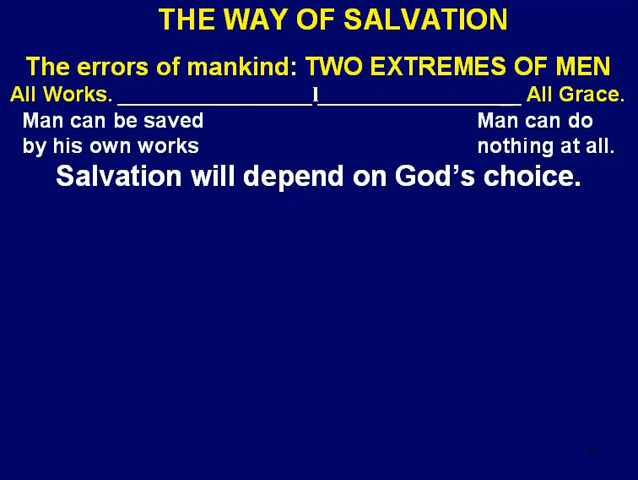 THE WAY OF SALVATION
The errors of mankind: TWO EXTREMES OF MEN
All Works. ________________1_________________ All Grace.
Man can be saved Man can do
by his own works nothing at all.
Salvation will depend on God's choice.